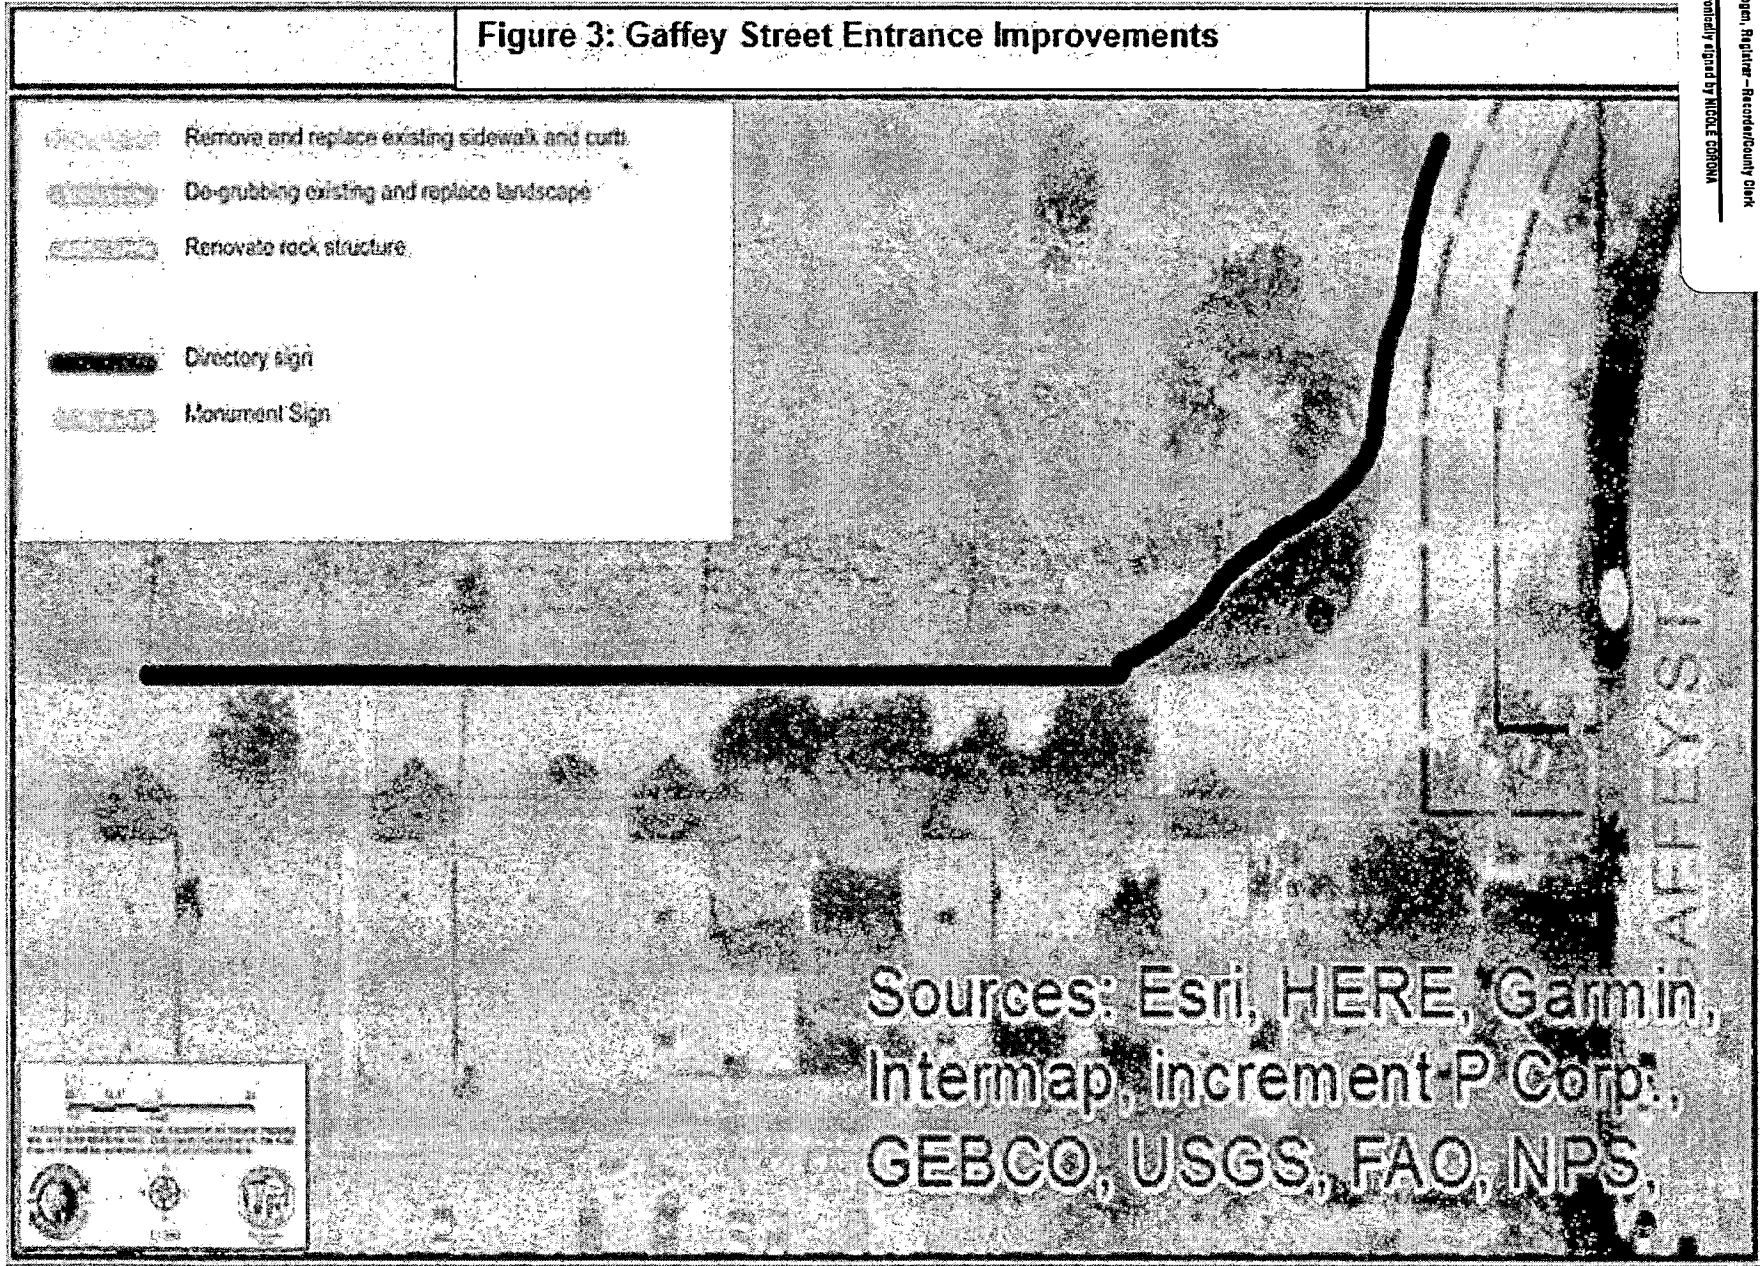 Figure 3: Gaffey Street Entrance Improvements
Registrar – Recorder/County Clerk
signed by NICOLE CORONA
Remove and replace existing sidewalk and curb
De-grubbing existing and replace landscape
Renovate rock structure
Directory sign
Monument Sign
GAFFEY ST
Sources: Esri, HERE, Garmin,
Intermap, increment P Corp.,
GEBCO, USGS, FAO, NPS,